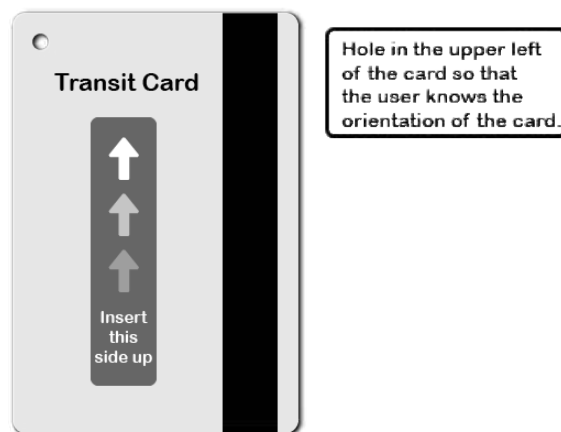 Transit Card
Insert
this
side up
Hole in the upper left
of the card so that
the user knows the
orientation of the card.